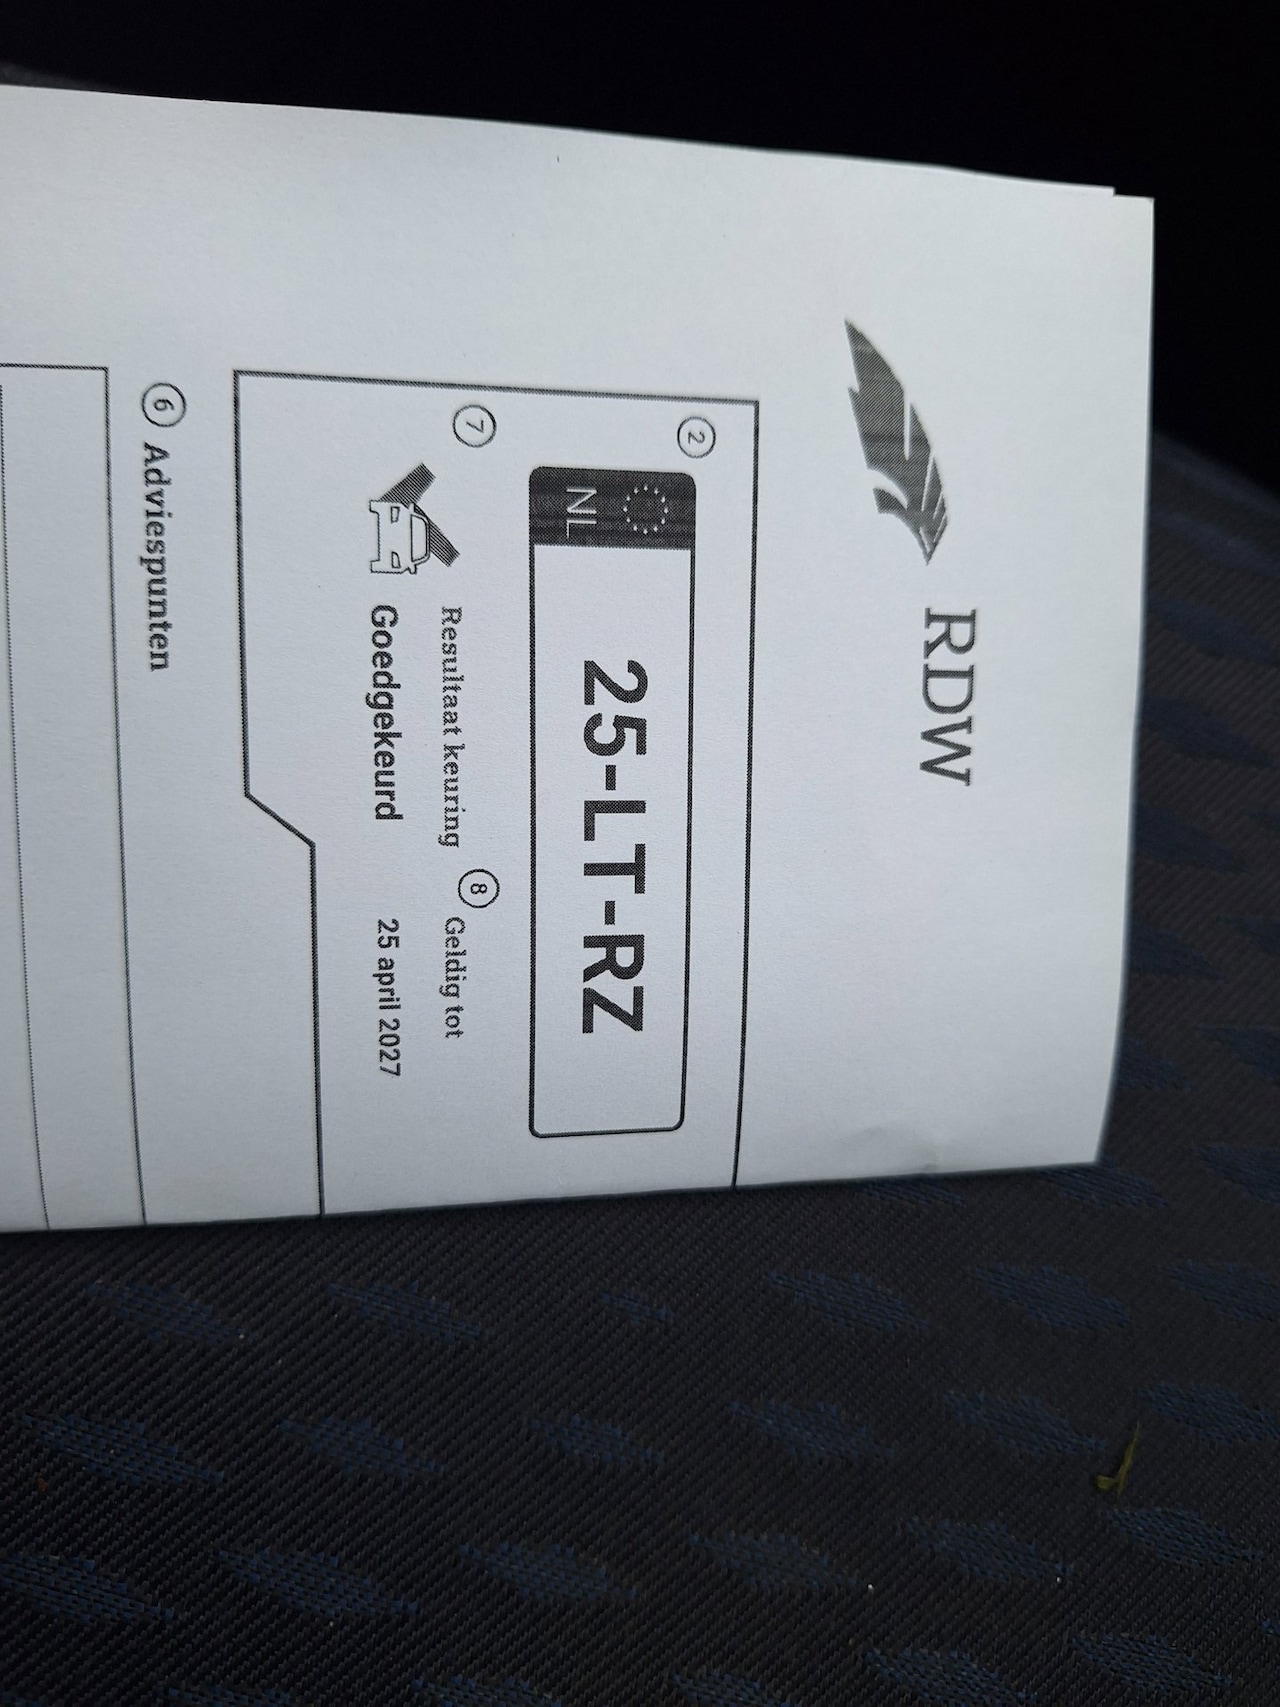 RDW
2
NL 25-LT-RZ
7 Resultaat keuring 8 Geldig tot
Goedgekeurd 25 april 2027
6 Adviespunten